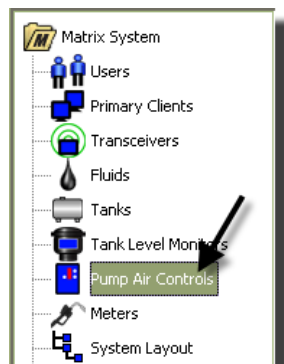 Matrix System
Users
Primary Clients
Transceivers
Fluids
Tanks
Tank Level Monitors
Pump Air Controls
Meters
System Layout